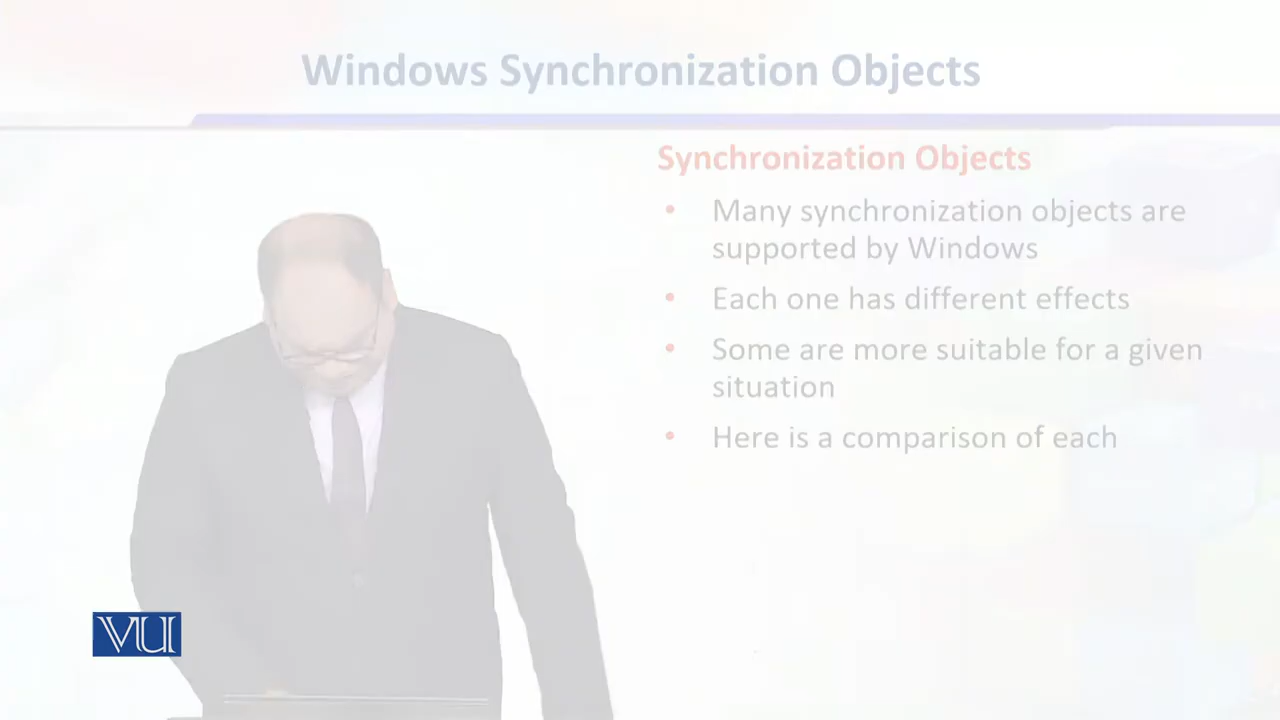 Windows Synchronization Objects
Synchronization Objects
• Many synchronization objects are
supported by Windows
• Each one has different effects
• Some are more suitable for a given
situation
• Here is a comparison of each
VU